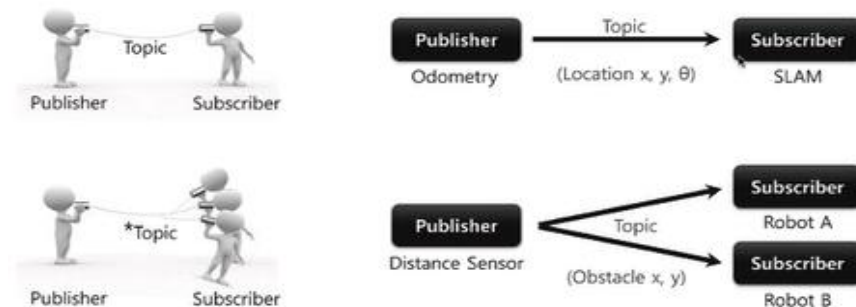 Topic
Publisher
Subscriber
Publisher
Odometry
Topic
(Location x, y, θ)
Subscriber
SLAM
*Topic
Publisher
Subscriber
Publisher
Distance Sensor
Topic
(Obstacle x, y)
Subscriber
Robot A
Subscriber
Robot B